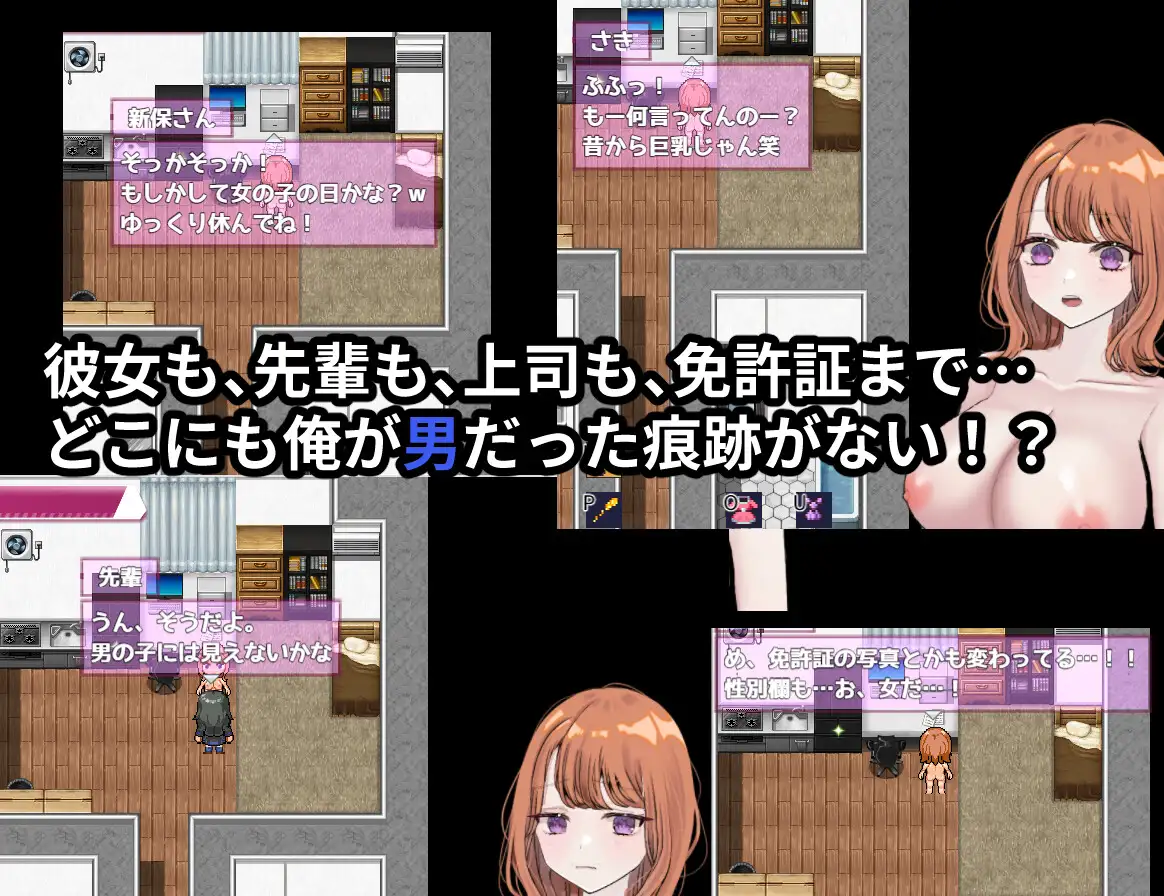 新保さん
そっかそっか！
もしかして女の子の日かな？w
ゆっくり休んでね！
さき
ふふっ！
もー何言ってんのー？
昔から巨乳じゃん笑
彼女も、先輩も、上司も、免許証まで…
どこにも俺が男だった痕跡がない！？
P
O
U
先輩
うん、そうだよ。
男の子には見えないかな
め、免許証の写真とかも変わってる…！！
性別欄も…お、女だ…！